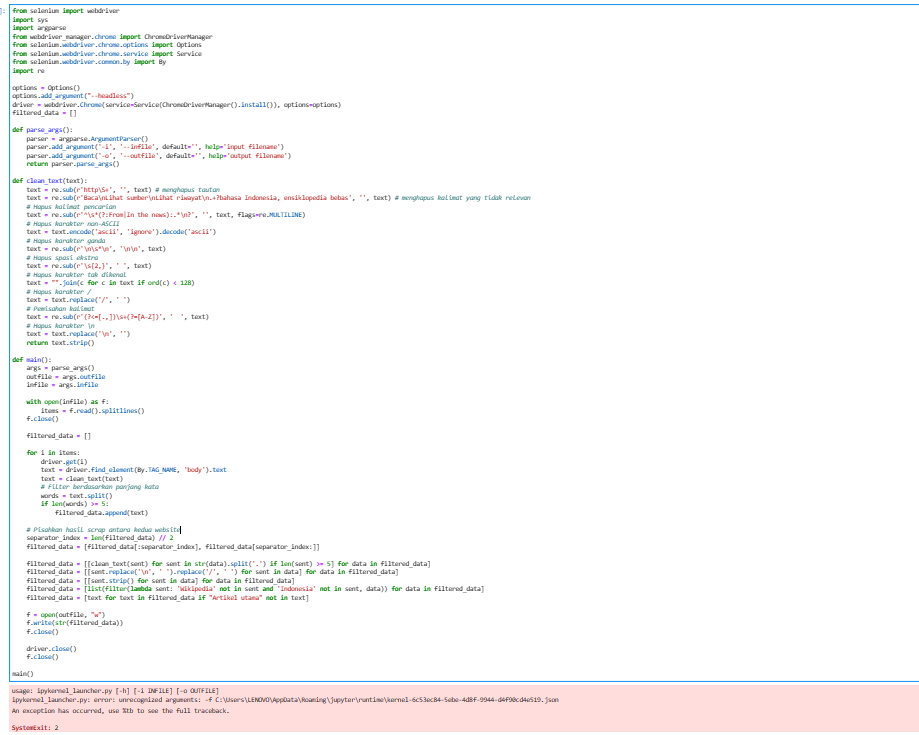 from selenium import webdriver
import sys
import argparse
from webdriver_manager.chrome import ChromeDriverManager
from selenium.webdriver.chrome.options import Options
from selenium.webdriver.chrome.service import Service
from selenium.webdriver.common.by import By
import re

options = Options()
options.add_argument("--headless")
driver = webdriver.Chrome(service=Service(ChromeDriverManager().install()), options=options)
filtered_data = []

def parse_args():
    parser = argparse.ArgumentParser()
    parser.add_argument('-i', '--infile', default='', help='input filename')
    parser.add_argument('-o', '--outfile', default='', help='output filename')
    return parser.parse_args()

def clean_text(text):
    text = re.sub(r'http\S+', '', text) # menghapus tautan
    text = re.sub(r'Baca\nLihat sumber\nLihat riwayat\n.+?bahasa Indonesia, ensiklopedia bebas', '', text) # menghapus kalimat yang tidak relevan
    # Hapus kalimat pencarian
    text = re.sub(r'^\s*(?:From|In the news):.*\n?', '', text, flags=re.MULTILINE)
    # Hapus karakter non-ASCII
    text = text.encode('ascii', 'ignore').decode('ascii')
    # Hapus karakter ganda
    text = re.sub(r'\n\s*\n', '\n\n', text)
    # Hapus spasi ekstra
    text = re.sub(r'\s{2,}', ' ', text)
    # Hapus karakter tak dikenal
    text = "".join(c for c in text if ord(c) < 128)
    # Hapus karakter /
    text = text.replace('/', ' ')
    # Pemisahan kalimat
    text = re.sub(r'(?<=[.,])\s+(?=[A-Z])', '  ', text)
    # Hapus karakter \n
    text = text.replace('\n', '')
    return text.strip()

def main():
    args = parse_args()
    outfile = args.outfile
    infile = args.infile

    with open(infile) as f:
        items = f.read().splitlines()
    f.close()

    filtered_data = []

    for i in items:
        driver.get(i)
        text = driver.find_element(By.TAG_NAME, 'body').text
        text = clean_text(text)
        # Filter berdasarkan panjang kata
        words = text.split()
        if len(words) >= 5:
            filtered_data.append(text)

    # Pisahkan hasil scrap antara kedua website
    separator_index = len(filtered_data) // 2
    filtered_data = [filtered_data[:separator_index], filtered_data[separator_index:]]

    filtered_data = [[clean_text(sent) for sent in str(data).split('.') if len(sent) >= 5] for data in filtered_data]
    filtered_data = [[sent.replace('\n', ' ').replace('/', ' ') for sent in data] for data in filtered_data]
    filtered_data = [[sent.strip() for sent in data] for data in filtered_data]
    filtered_data = [list(filter(lambda sent: 'Wikipedia' not in sent and 'indonesia' not in sent, data)) for data in filtered_data]
    filtered_data = [text for text in filtered_data if "Artikel utama" not in text]

    f = open(outfile, "w")
    f.write(str(filtered_data))
    f.close()

    driver.close()
    f.close()

main()
usage: ipykernel_launcher.py [-h] [-i INFILE] [-o OUTFILE]
ipykernel_launcher.py: error: unrecognized arguments: -f C:\Users\LENOVO\AppData\Roaming\jupyter\runtime\kernel-6c53ec84-5ebe-4d8f-9944-d4f90cd4e519.json
An exception has occurred, use %tb to see the full traceback.

SystemExit: 2